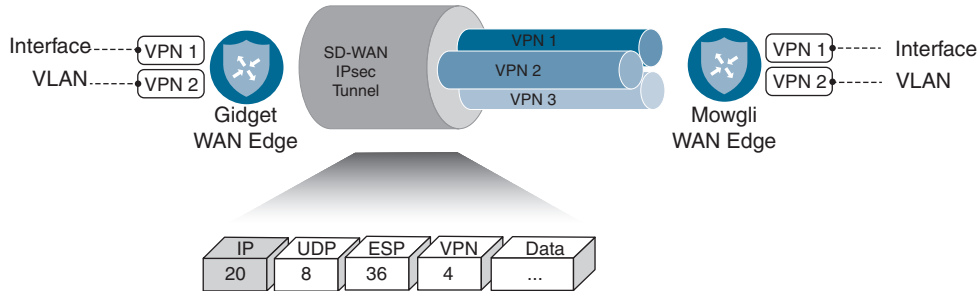 Interface
VLAN
VPN 1
VPN 2
Gidget
WAN Edge
SD-WAN
IPsec
Tunnel
VPN 1
VPN 2
VPN 3
Mowgli
WAN Edge
VPN 1
VPN 2
Interface
VLAN
IP
UDP
ESP
VPN
Data
20
8
36
4
...